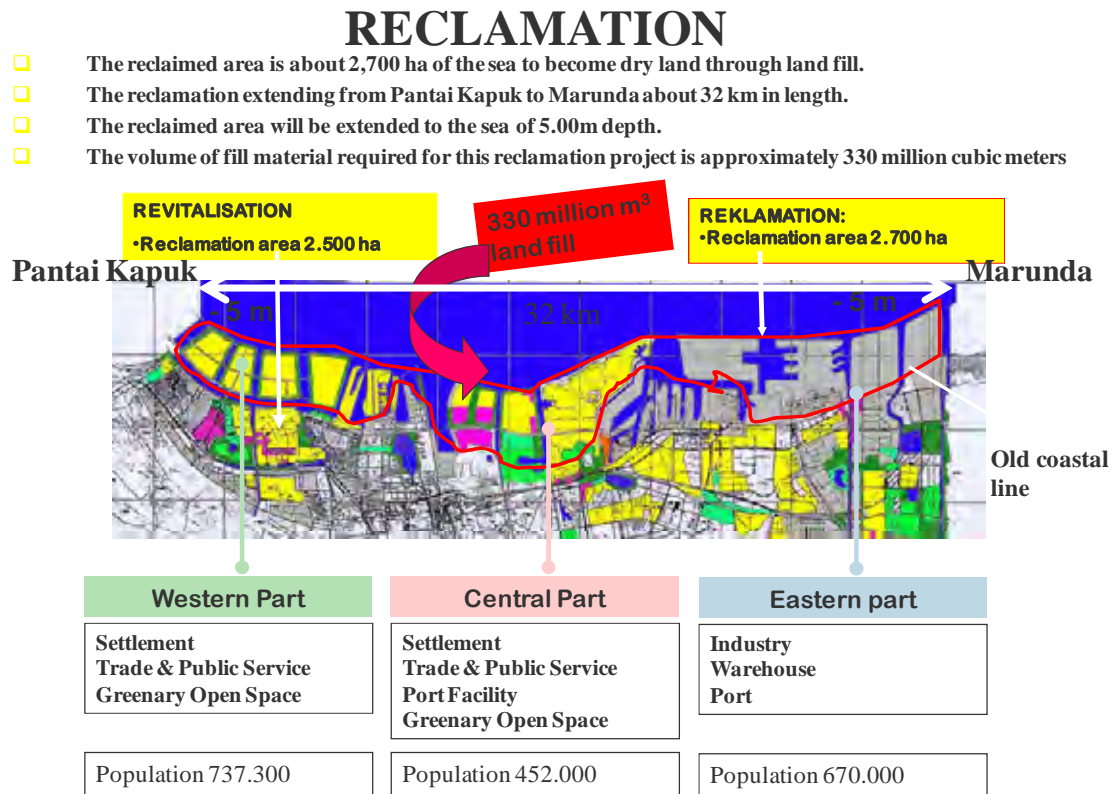 RECLAMATION
The reclaimed area is about 2,700 ha of the sea to become dry land through land fill.
The reclamation extending from Pantai Kapuk to Marunda about 32 km in length.
The reclaimed area will be extended to the sea of 5.00m depth.
The volume of fill material required for this reclamation project is approximately 330 million cubic meters
REVITALISATION
•Reclamation area 2.500 ha
330 million m³
land fill
REKLAMATION:
•Reclamation area 2.700 ha
Pantai Kapuk
Marunda
- 5 m
32 km
- 5 m
Old coastal
line
Western Part
Settlement
Trade & Public Service
Greenary Open Space
Population 737.300
Central Part
Settlement
Trade & Public Service
Port Facility
Greenary Open Space
Population 452.000
Eastern part
Industry
Warehouse
Port
Population 670.000